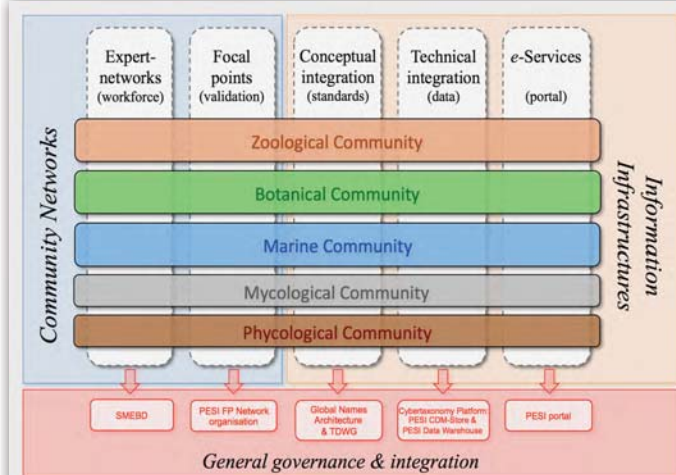 Expert-
networks
(workforce)
Focal
points
(validation)
Conceptual
integration
(standards)
Technical
integration
(data)
e-Services
(portal)
Community Networks
Zoological Community
Botanical Community
Marine Community
Mycological Community
Phycological Community
Information
Infrastructures
SMEBD
PESI FP Network
organisation
Global Names
Architecture
& TDWG
Cybertaxonomy Platform:
PESI CDM-Store &
PESI Data Warehouse
PESI portal
General governance & integration